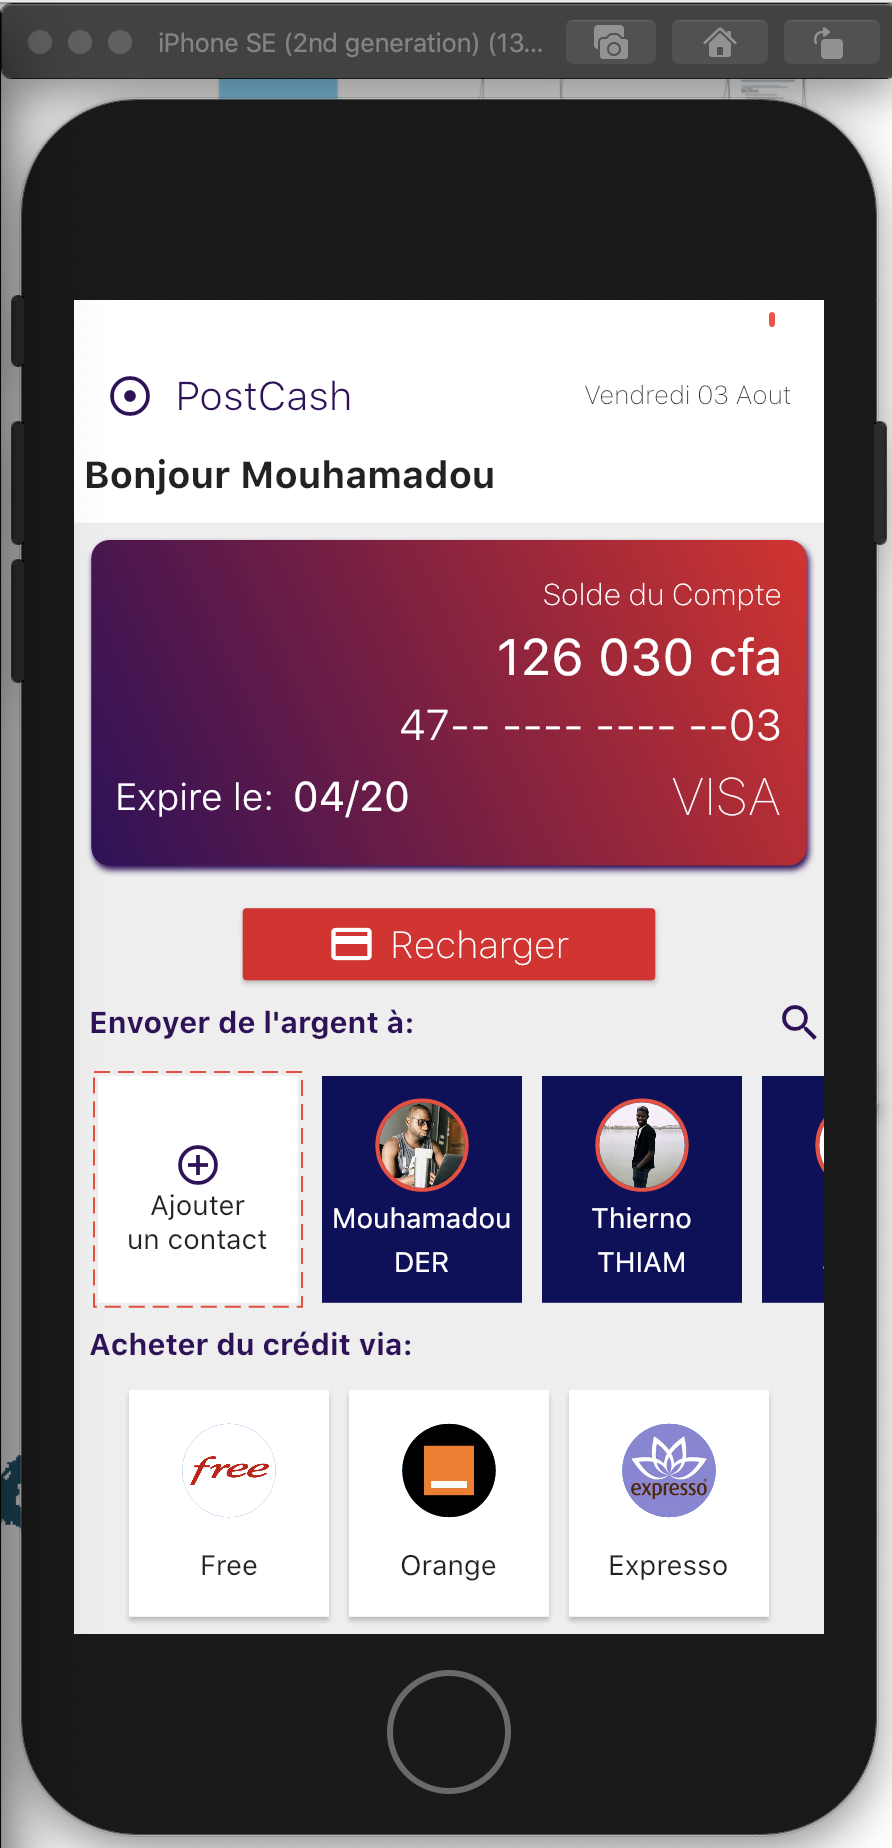 iPhone SE (2nd generation) (13...
PostCash
Vendredi 03 Aout
Bonjour Mouhamadou
Solde du Compte
126 030 cfa
47-- ---- ---- --03
Expire le: 04/20
VISA
Recharger
Envoyer de l'argent à:
Ajouter
un contact
Mouhamadou
DER
Thierno
THIAM
Acheter du crédit via:
free
expresso
Free
Orange
Expresso